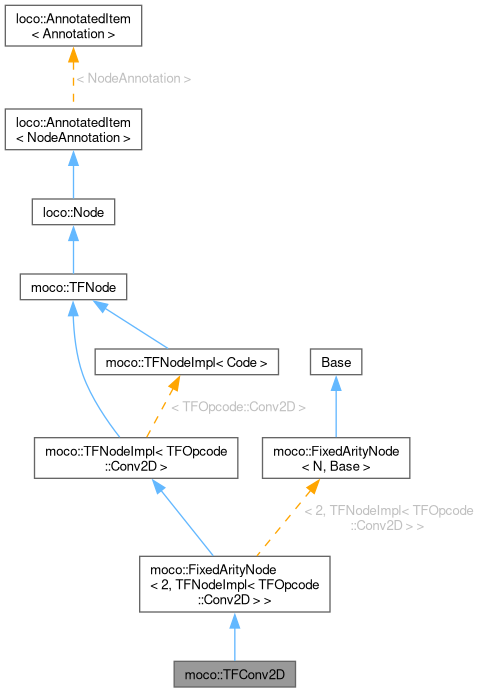 loco::AnnotatedItem
< Annotation >
< NodeAnnotation >
loco::AnnotatedItem
< NodeAnnotation >
loco::Node
moco::TFNode
moco::TFNodeImpl< Code >
Base
< TFOpcode::Conv2D >
moco::TFNodeImpl< TFOpcode
::Conv2D >
moco::FixedArityNode
< N, Base >
< 2, TFNodeImpl< TFOpcode
::Conv2D > >
moco::FixedArityNode
< 2, TFNodeImpl< TFOpcode
::Conv2D > >
moco::TFConv2D